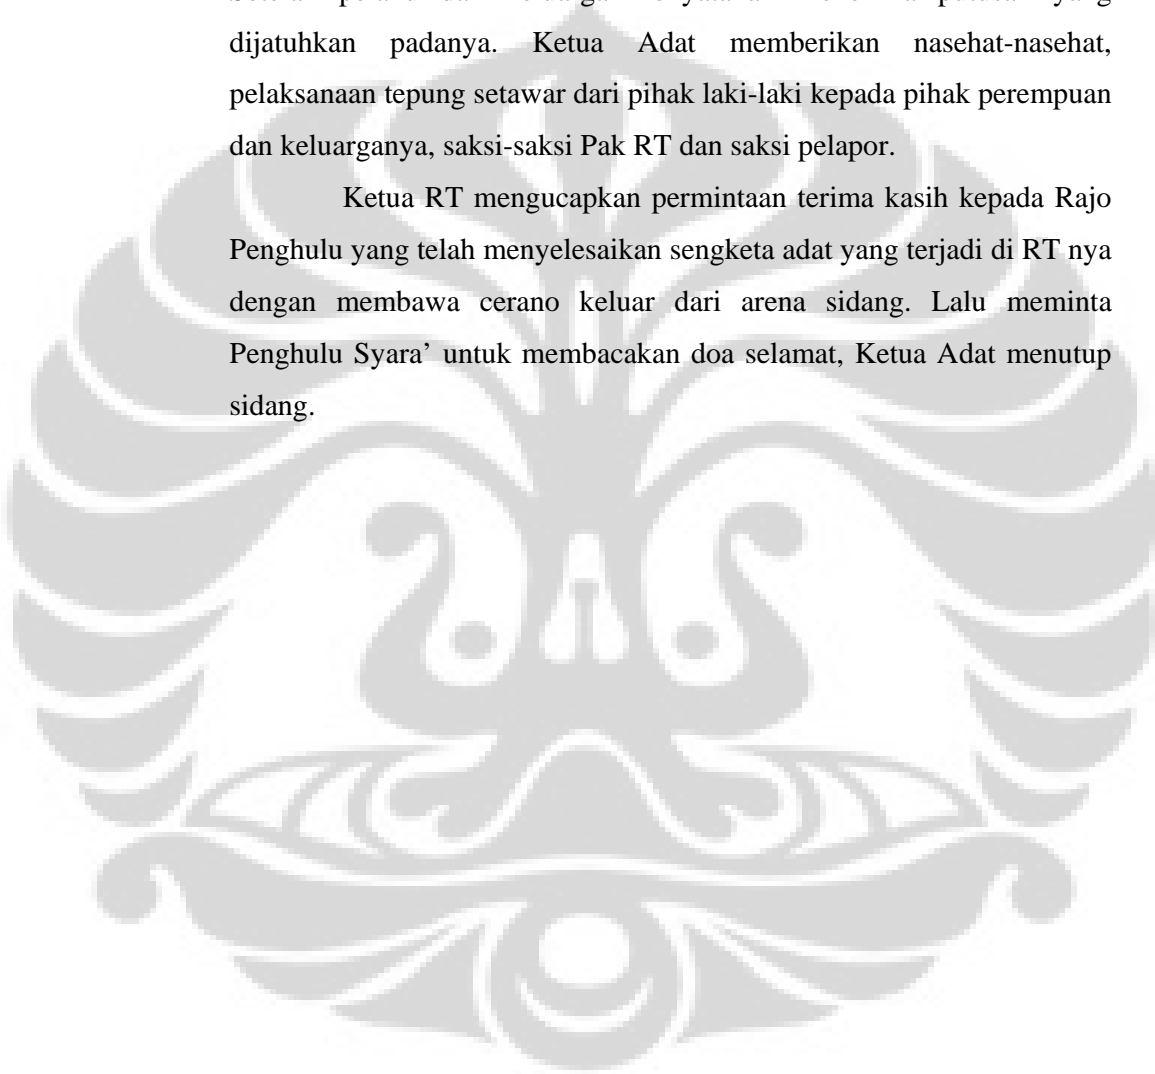 dijatuhkan padanya. Ketua Adat memberikan nasehat-nasehat,
pelaksanaan tepung setawar dari pihak laki-laki kepada pihak perempuan
dan keluarganya, saksi-saksi Pak RT dan saksi pelapor.
Ketua RT mengucapkan permintaan terima kasih kepada Rajo
Penghulu yang telah menyelesaikan sengketa adat yang terjadi di RT nya
dengan membawa cerano keluar dari arena sidang. Lalu meminta
Penghulu Syara’ untuk membacakan doa selamat, Ketua Adat menutup
sidang.